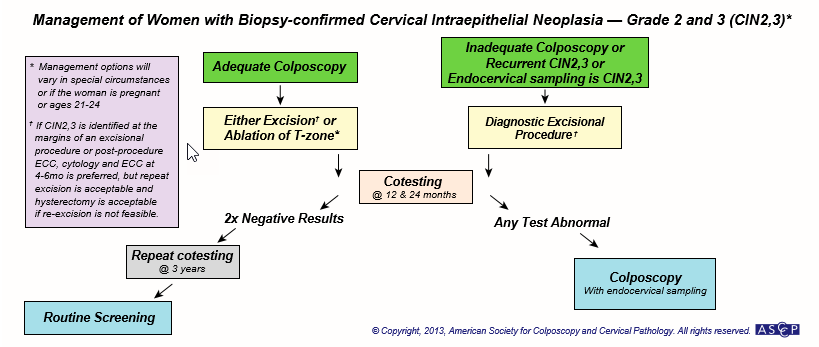 Management of Women with Biopsy-confirmed Cervical Intraepithelial Neoplasia — Grade 2 and 3 (CIN2,3)*
* Management options will
vary in special circumstances
or if the woman is pregnant
or ages 21-24
† If CIN2,3 is identified at the
margins of an excisional
procedure or post-procedure
ECC, cytology and ECC at
4-6mo is preferred, but repeat
excision is acceptable and
hysterectomy is acceptable
if re-excision is not feasible.
Adequate Colposcopy
Inadequate Colposcopy or
Recurrent CIN2,3 or
Endocervical sampling is CIN2,3
Either Excision† or
Ablation of T-zone*
Diagnostic Excisional
Procedure†
Cotesting
@ 12 & 24 months
2x Negative Results
Any Test Abnormal
Repeat cotesting
@ 3 years
Colposcopy
With endocervical sampling
Routine Screening
© Copyright, 2013, American Society for Colposcopy and Cervical Pathology. All rights reserved.
ASCCP